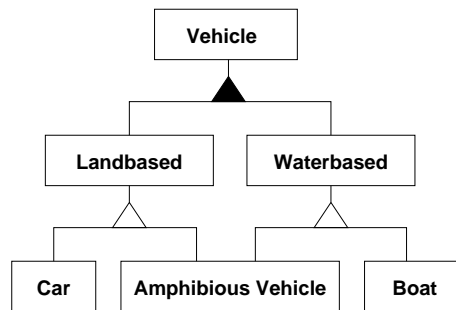 Vehicle
Landbased
Waterbased
Car
Amphibious Vehicle
Boat